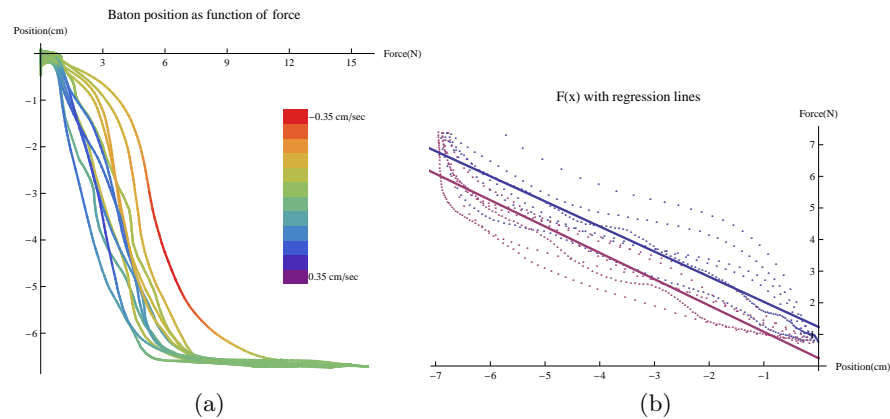 Baton position as function of force
Position(cm)
Force(N)
3
6
9
12
15
-1
-2
-3
-4
-5
-6
-0.35 cm/sec
0.35 cm/sec
(a)
F(x) with regression lines
Force(N)
7
6
5
4
3
2
1
Position(cm)
-7
-6
-5
-4
-3
-2
-1
(b)